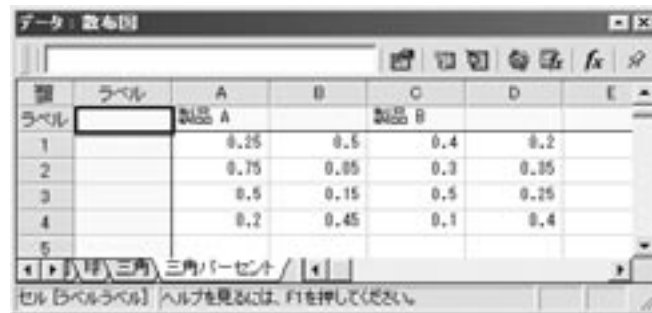 データ: 散布図
fx
ラベル A B C D E
ラベル 製品 A 製品 B
1 0.25 0.5 0.4 0.2
2 0.75 0.05 0.3 0.35
3 0.5 0.15 0.5 0.25
4 0.2 0.45 0.1 0.4
5
球 三角 三角パーセント
セル [ラベルラベル] ヘルプを見るには、F1を押してください。